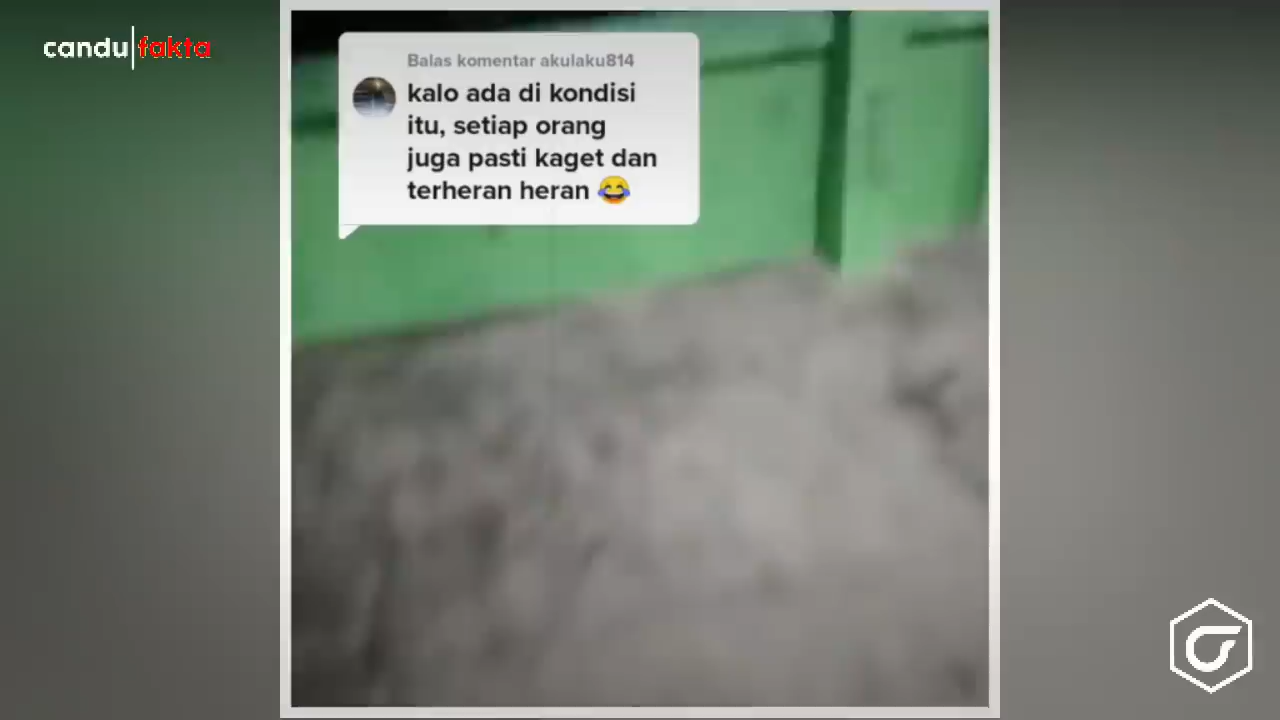 candu fakta
Balas komentar akulaku814
kalo ada di kondisi
itu, setiap orang
juga pasti kaget dan
terheran heran 😂